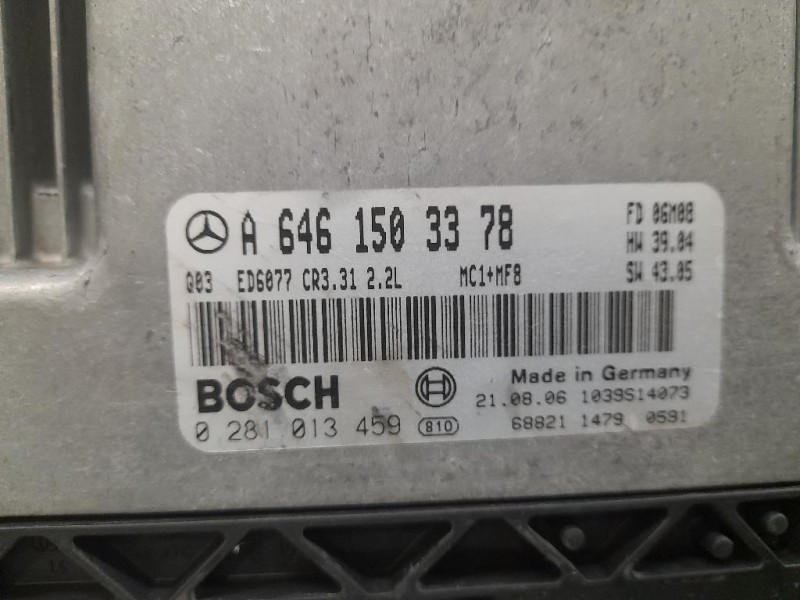 A 646 150 33 78
FD 06M08
HW 39.04
Q03 ED6077 CR3.31 2.2L MC1+MF8
SW 43.05
BOSCH
Made in Germany
21.08.06 1039S14073
0 281 013 459 810
68821 1479 0591